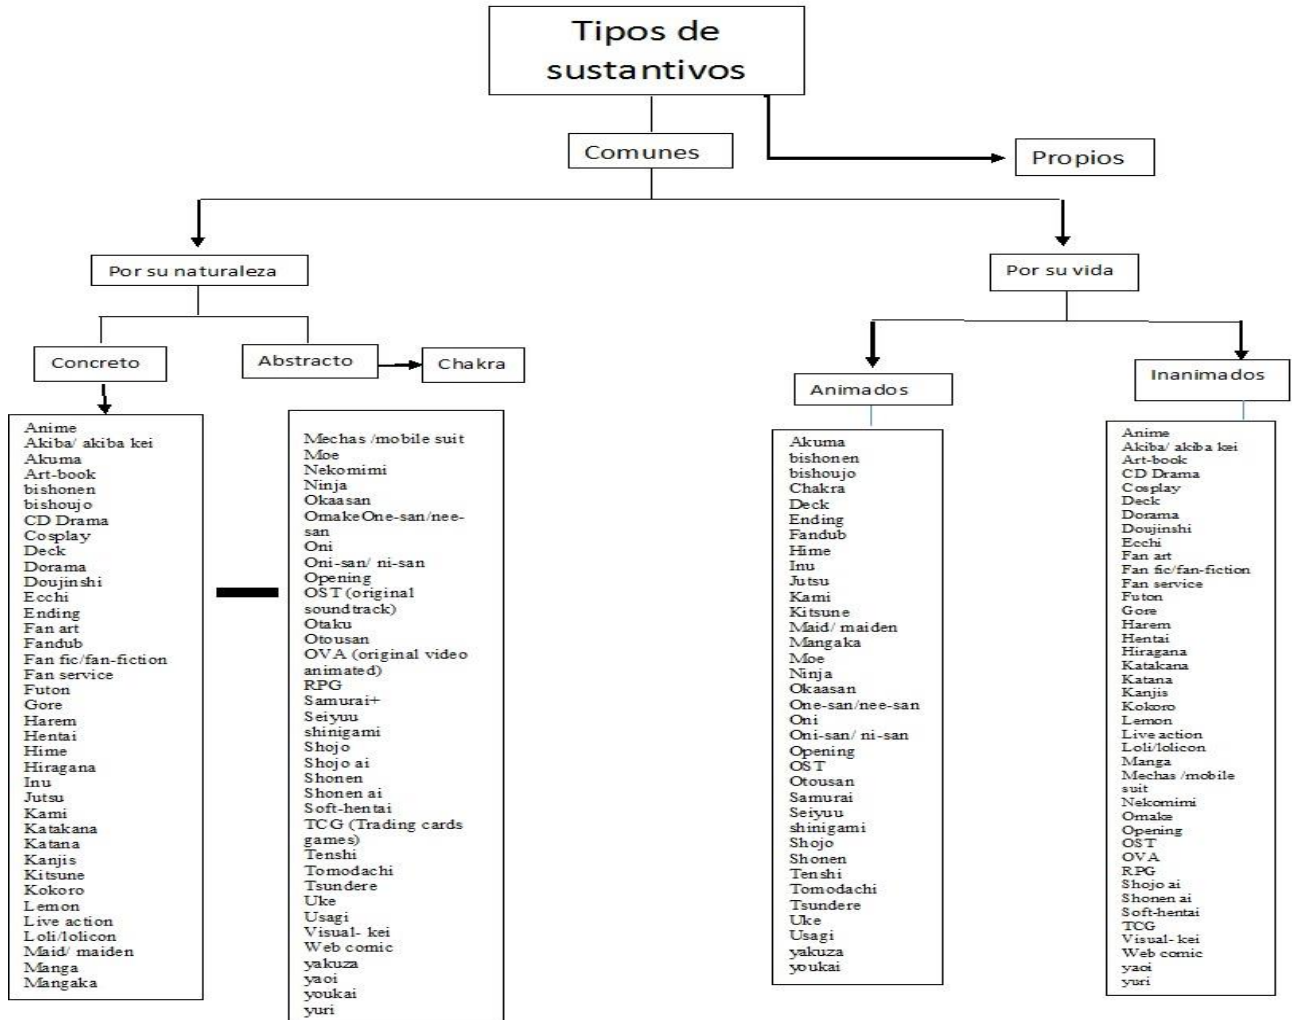 Tipos de
sustantivos
Comunes
Propios
Por su naturaleza
Por su vida
Concreto
Abstracto
Chakra
Animados
Inanimados
Anime
Akiba/ akiba kei
Akuma
Art-book
bishonen
bishoujo
CD Drama
Cosplay
Deck
Dorama
Doujinshi
Ecchi
Ending
Fan art
Fandub
Fan fic/fan-fiction
Fan service
Futon
Gore
Harem
Hentai
Hime
Hiragana
Inu
Jutsu
Kami
Katakana
Katana
Kanjis
Kitsune
Kokoro
Lemon
Live action
Loli/lolicon
Maid/ maiden
Manga
Mangaka
Mechas /mobile suit
Moe
Nekomimi
Ninja
Okaasan
OmakeOne-san/nee-
san
Oni
Oni-san/ ni-san
Opening
OST (original
soundtrack)
Otaku
Otousan
OVA (original video
animated)
RPG
Samurai+
Seiyuu
shinigami
Shojo
Shojo ai
Shonen
Shonen ai
Soft-hentai
TCG (Trading cards
games)
Tenshi
Tomodachi
Tsundere
Uke
Usagi
Visual- kei
Web comic
yakuza
yaoi
youkai
yuri
Akuma
bishonen
bishoujo
Chakra
Deck
Ending
Fandub
Hime
Inu
Jutsu
Kami
Kitsune
Maid/ maiden
Mangaka
Moe
Ninja
Okaasan
One-san/nee-san
Oni
Oni-san/ ni-san
Opening
OST
Otousan
Samurai
Seiyuu
shinigami
Shojo
Shonen
Tenshi
Tomodachi
Tsundere
Uke
Usagi
yakuza
youkai
Anime
Akiba/ akiba kei
Art-book
CD Drama
Cosplay
Deck
Dorama
Doujinshi
Ecchi
Fan art
Fan fic/fan-fiction
Fan service
Futon
Gore
Harem
Hentai
Hiragana
Katakana
Katana
Kanjis
Kokoro
Lemon
Live action
Loli/lolicon
Manga
Mechas /mobile
suit
Nekomimi
Omake
Opening
OST
OVA
RPG
Shojo ai
Shonen ai
Soft-hentai
TCG
Visual- kei
Web comic
yaoi
yuri